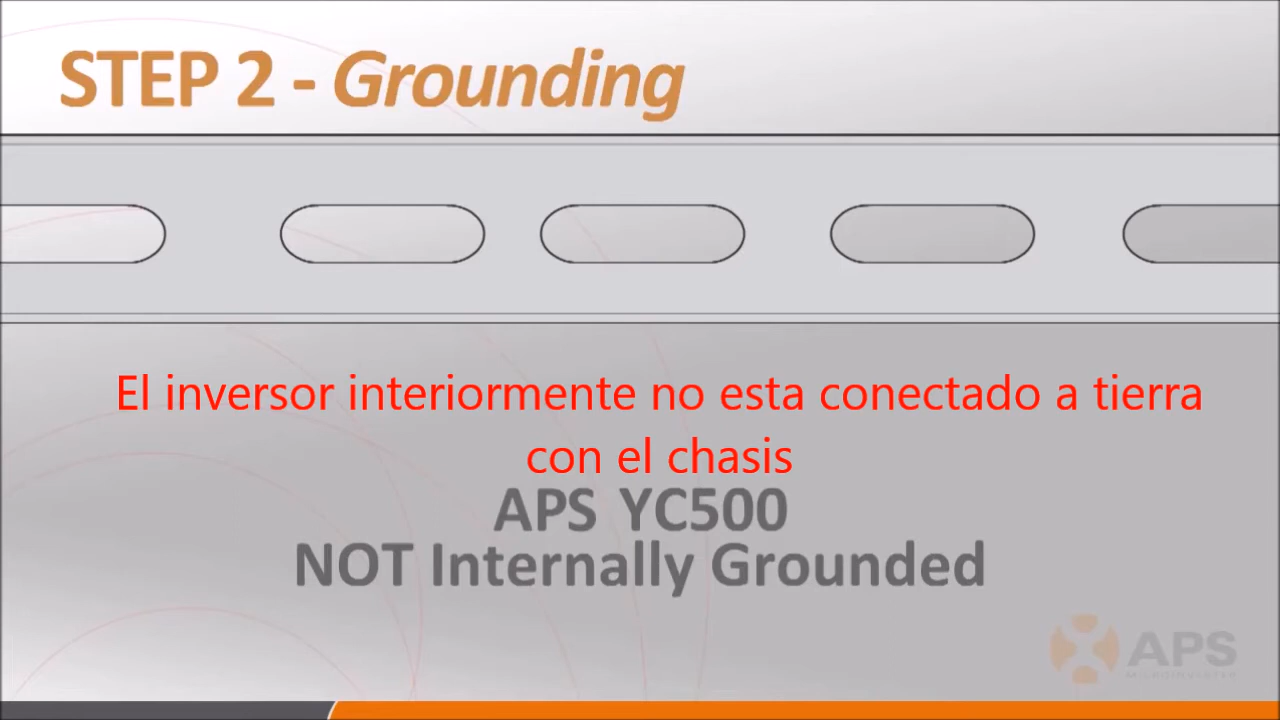 STEP 2 - Grounding
El inversor interiormente no esta conectado a tierra
con el chasis
APS YC500
NOT Internally Grounded
APS
MICROINVERTER